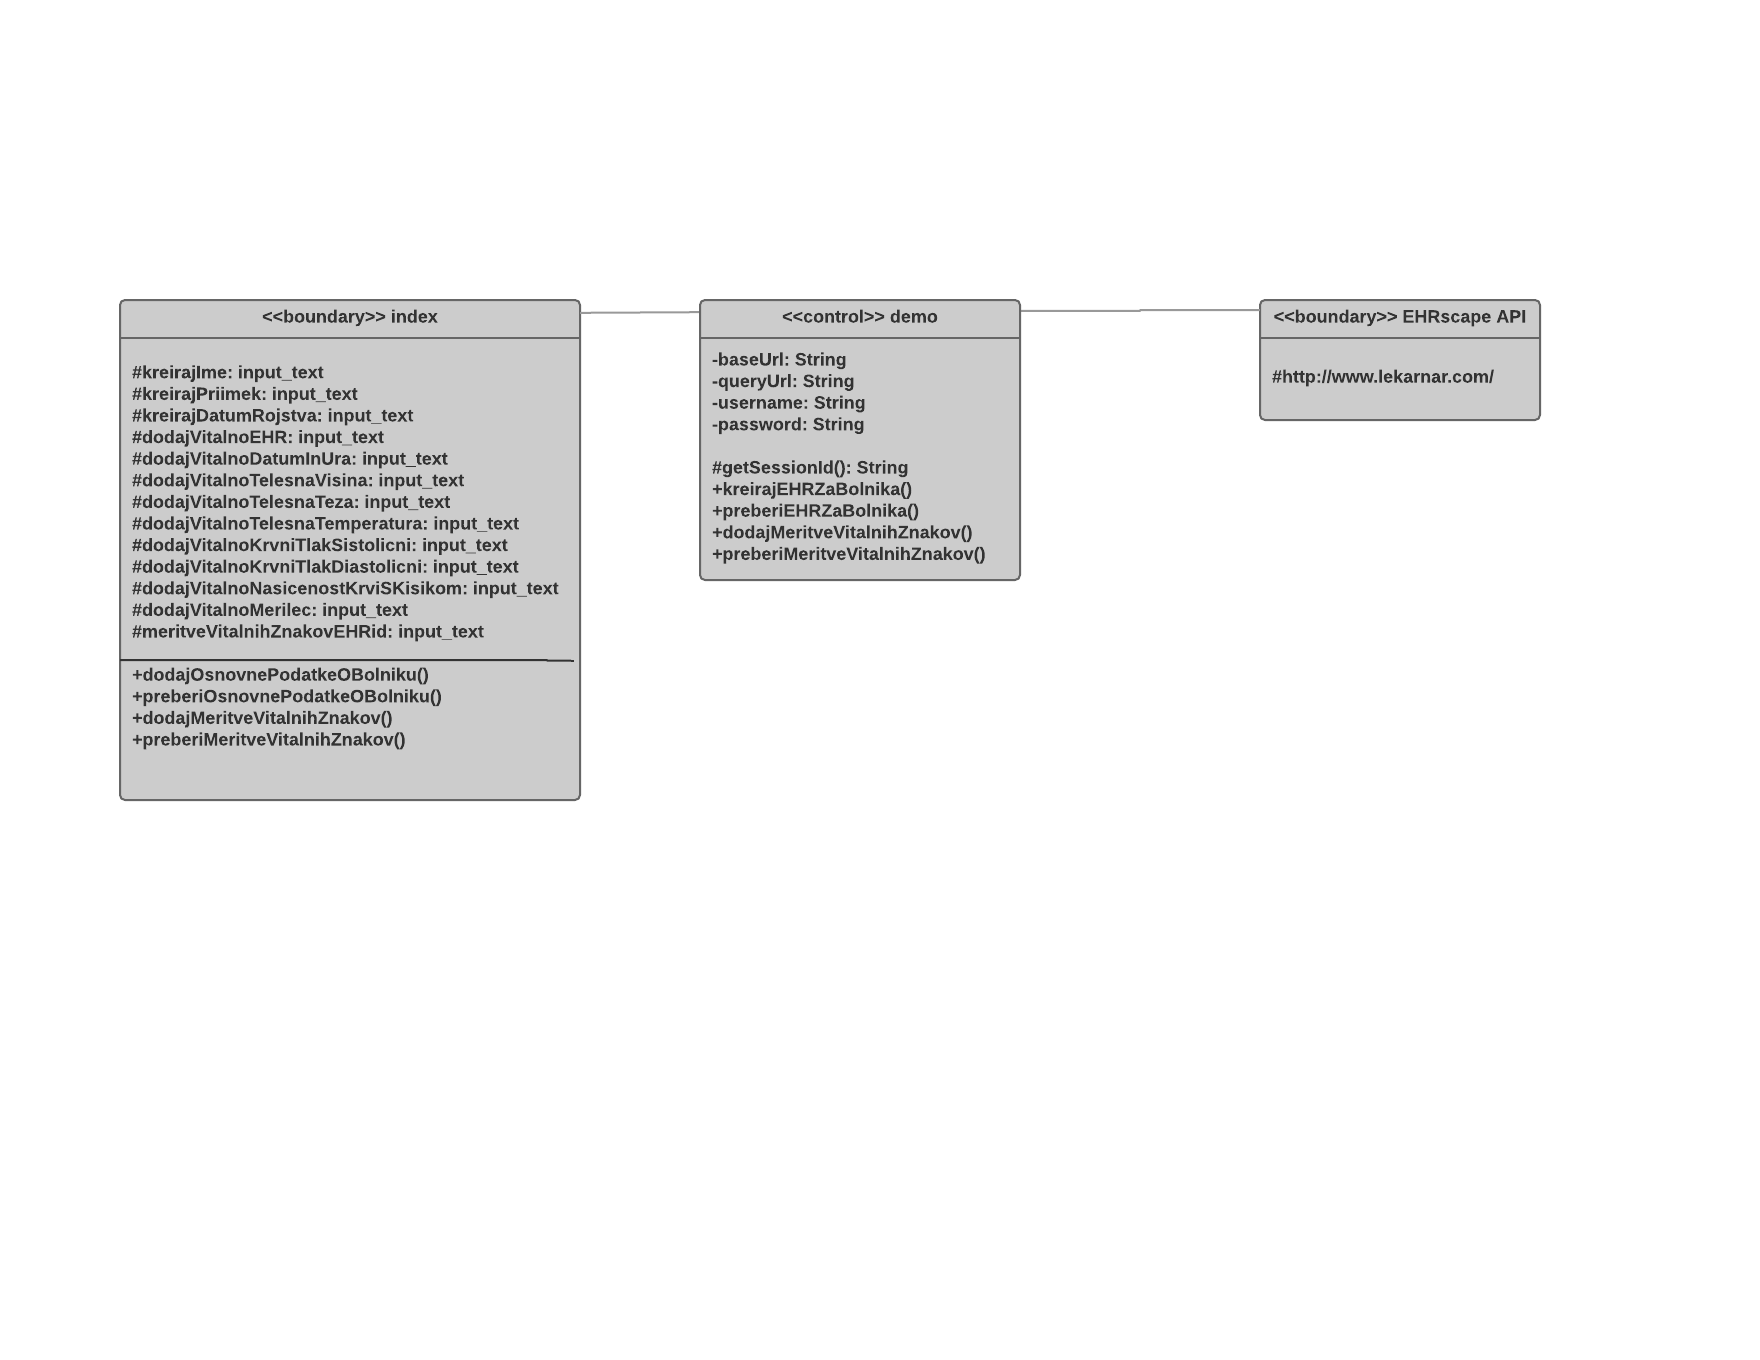 <<boundary>> index
#kreirajIme: input_text
#kreirajPriimek: input_text
#kreirajDatumRojstva: input_text
#dodajVitalnoEHR: input_text
#dodajVitalnoDatumInUra: input_text
#dodajVitalnoTelesnaVisina: input_text
#dodajVitalnoTelesnaTeza: input_text
#dodajVitalnoTelesnaTemperatura: input_text
#dodajVitalnoKrvniTlakSistolicni: input_text
#dodajVitalnoKrvniTlakDiastolicni: input_text
#dodajVitalnoNasicenostKrviSKisikom: input_text
#dodajVitalnoMerilec: input_text
#meritveVitalnihZnakovEHRid: input_text
+dodajOsnovnePodatkeOBolniku()
+preberiOsnovnePodatkeOBolniku()
+dodajMeritveVitalnihZnakov()
+preberiMeritveVitalnihZnakov()
<<control>> demo
-baseUrl: String
-queryUrl: String
-username: String
-password: String
#getSessionId(): String
+kreirajEHRZaBolnika()
+preberiEHRZaBolnika()
+dodajMeritveVitalnihZnakov()
+preberiMeritveVitalnihZnakov()
<<boundary>> EHRscape API
#http://www.lekarnar.com/